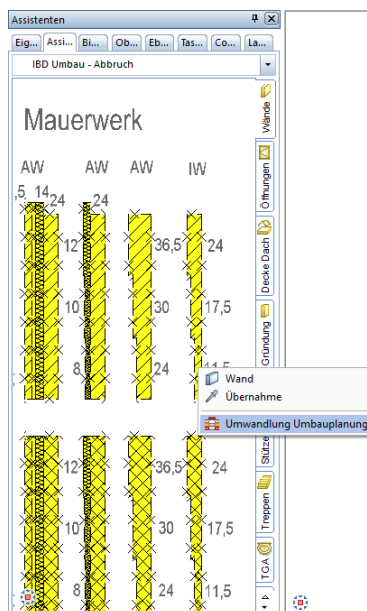 Assistenten
Eig... Assi... Bi... Ob... Eb... Tas... Co... La...
IBD Umbau - Abbruch
Mauerwerk
AW AW AW IW
,5 14 24 24
12 36,5 24
10 30 17,5
8 24 11,5
Wand
Übernahme
Umwandlung Umbauplanung
12 36,5 24
10 30 17,5
8 24 11,5
Wände
Öffnungen
Decke Dach
Gründung
Stütze
Treppen
TGA